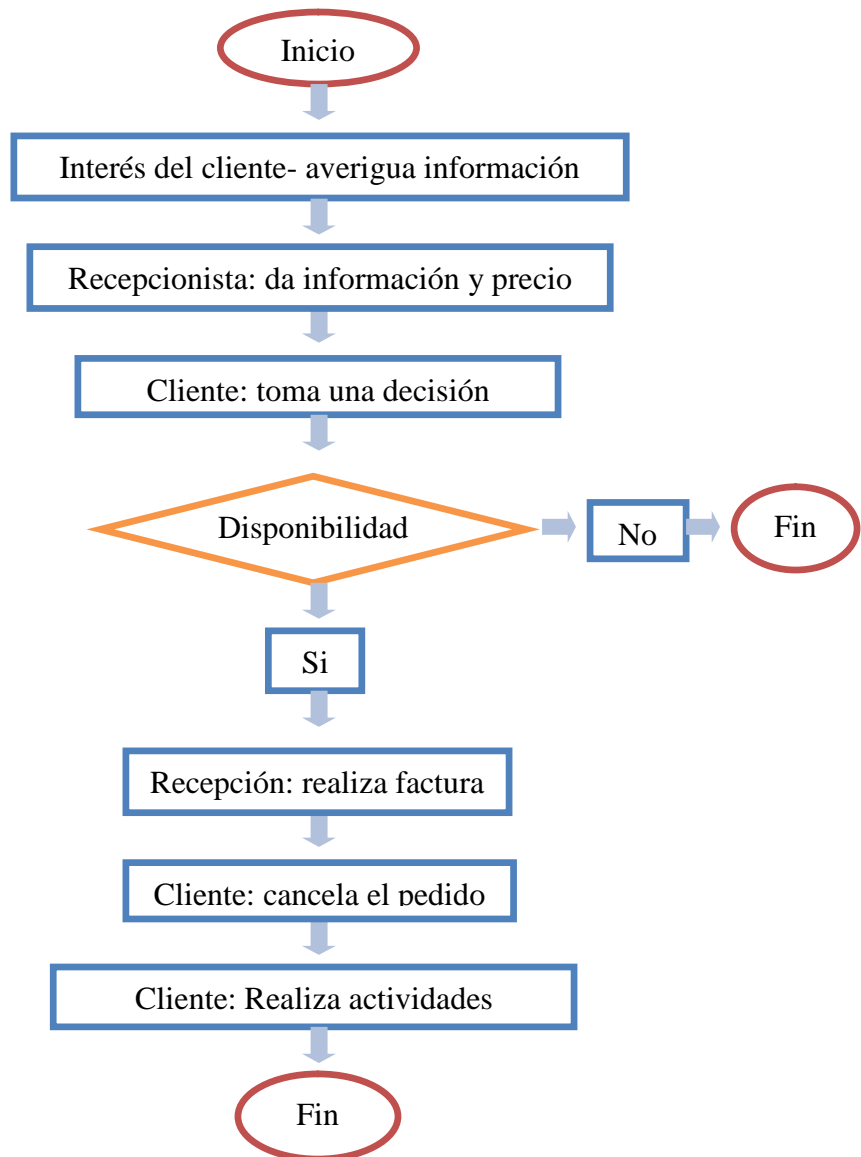 Inicio
Interés del cliente- averigua información
Recepcionista: da información y precio
Cliente: toma una decisión
Disponibilidad
No
Fin
Si
Recepción: realiza factura
Cliente: cancela el pedido
Cliente: Realiza actividades
Fin